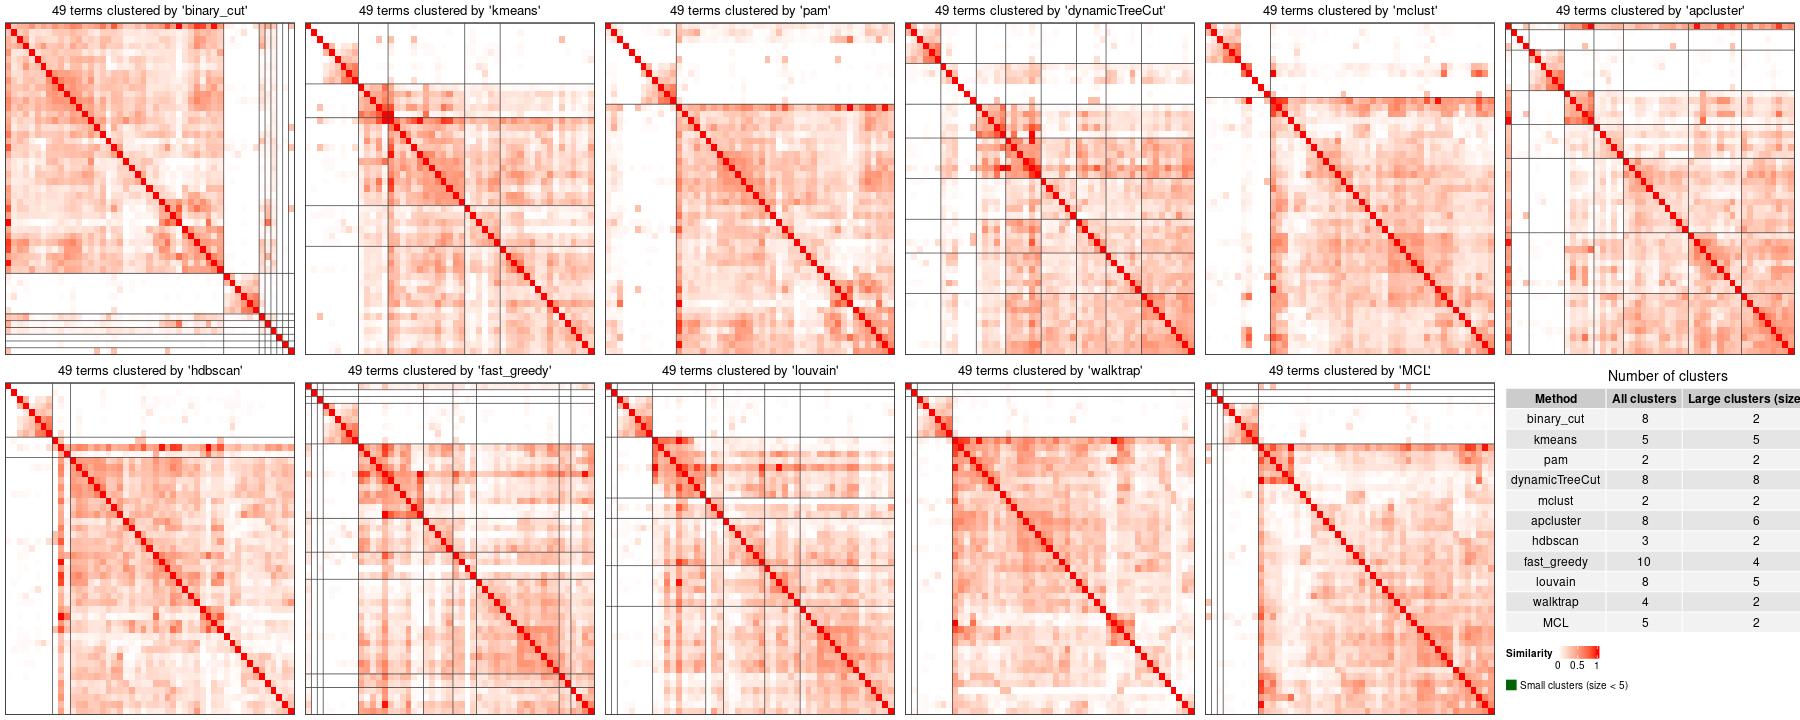 49 terms clustered by 'binary_cut'
49 terms clustered by 'kmeans'
49 terms clustered by 'pam'
49 terms clustered by 'dynamicTreeCut'
49 terms clustered by 'mclust'
49 terms clustered by 'apcluster'
49 terms clustered by 'hdbscan'
49 terms clustered by 'fast_greedy'
49 terms clustered by 'louvain'
49 terms clustered by 'walktrap'
49 terms clustered by 'MCL'
Number of clusters
Method All clusters Large clusters (size
binary_cut 8 2
kmeans 5 5
pam 2 2
dynamicTreeCut 8 8
mclust 2 2
apcluster 8 6
hdbscan 3 2
fast_greedy 10 4
louvain 8 5
walktrap 4 2
MCL 5 2
Similarity
0 0.5 1
Small clusters (size < 5)